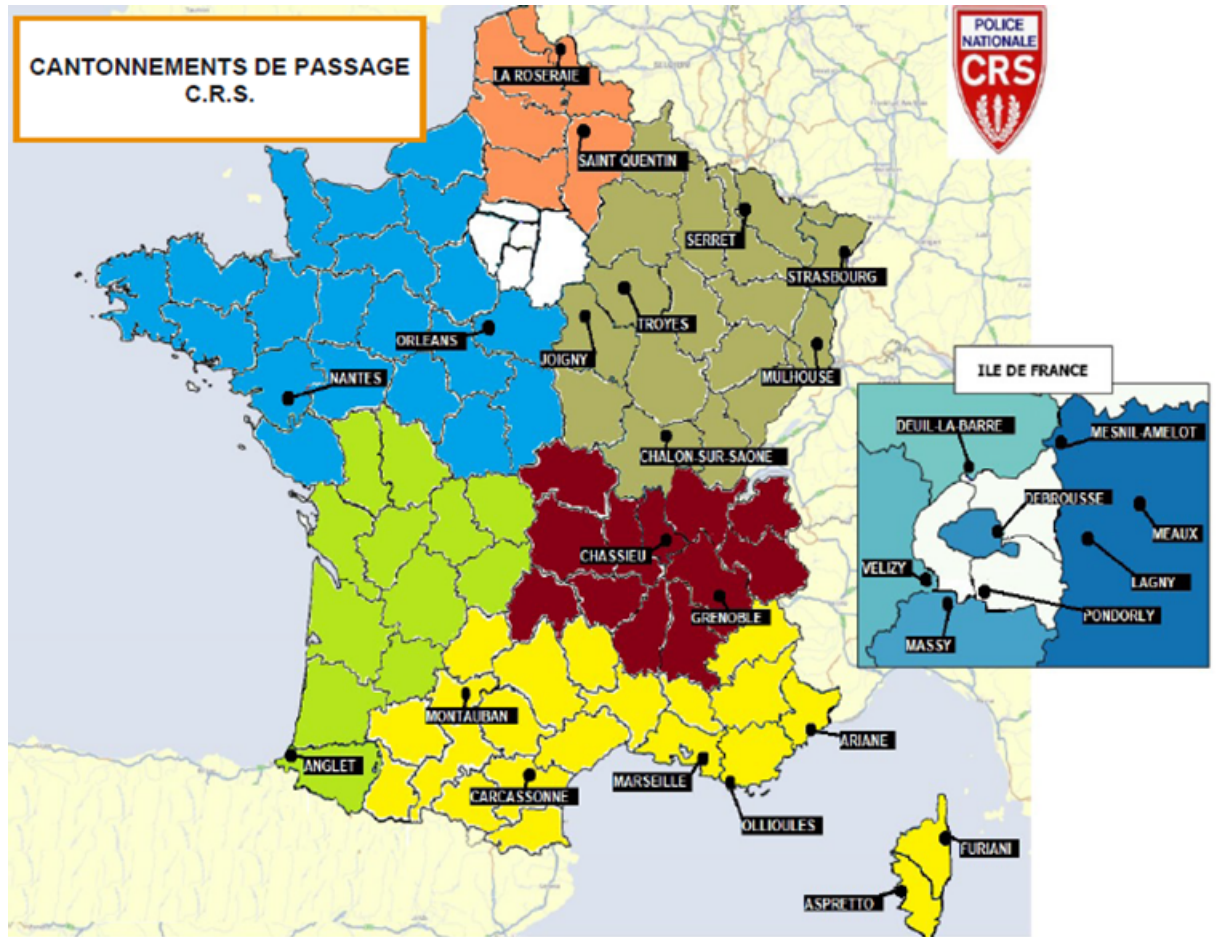 CANTONNEMENTS DE PASSAGE
C.R.S.
POLICE
NATIONALE
CRS
LA ROSERAIE
SAINT QUENTIN
SERRET
STRASBOURG
TROYES
ORLEANS
JOIGNY
MULHOUSE
NANTES
CHALON-SUR-SAONE
ILE DE FRANCE
DEUIL-LA-BARRE
MESNIL-AMELOT
DEBROUSSE
MEAUX
VELIZY
LAGNY
PONDORLY
MASSY
CHASSIEU
GRENOBLE
MONTAUBAN
ARIANE
ANGLET
MARSEILLE
CARCASSONNE
OLLIOULES
FURIANI
ASPRETTO